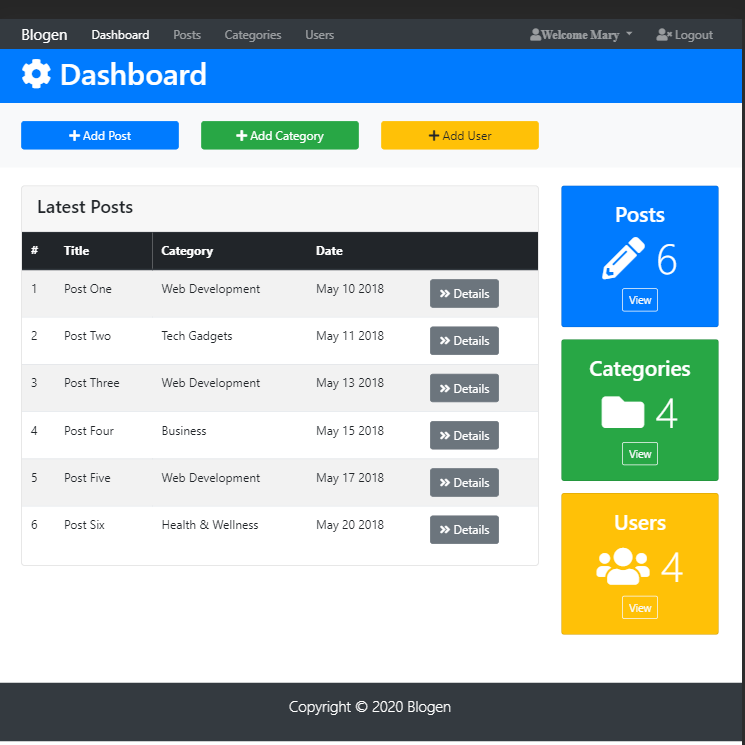 Blogen Dashboard Posts Categories Users Welcome Mary Logout
Dashboard
Add Post Add Category Add User
Latest Posts
# Title Category Date
1 Post One Web Development May 10 2018 Details
2 Post Two Tech Gadgets May 11 2018 Details
3 Post Three Web Development May 13 2018 Details
4 Post Four Business May 15 2018 Details
5 Post Five Web Development May 17 2018 Details
6 Post Six Health & Wellness May 20 2018 Details
Posts
6
View
Categories
4
View
Users
4
View
Copyright © 2020 Blogen